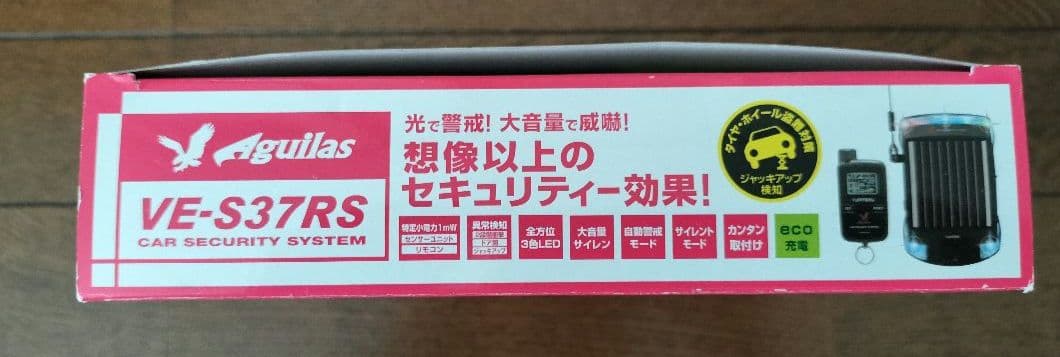 Aguilas
VE-S37RS
CAR SECURITY SYSTEM
光で警戒! 大音量で威嚇!
想像以上の
セキュリティー効果!
タイヤ・ホイール盗難対策
ジャッキアップ
検知
特定小電力1mW
センサーユニット
リモコン
異常検知
ドア開
ジャッキアップ
全方位
3色LED
大音量
サイレン
自動警戒
モード
サイレント
モード
カンタン
取付け
eco
充電
YUPITERU